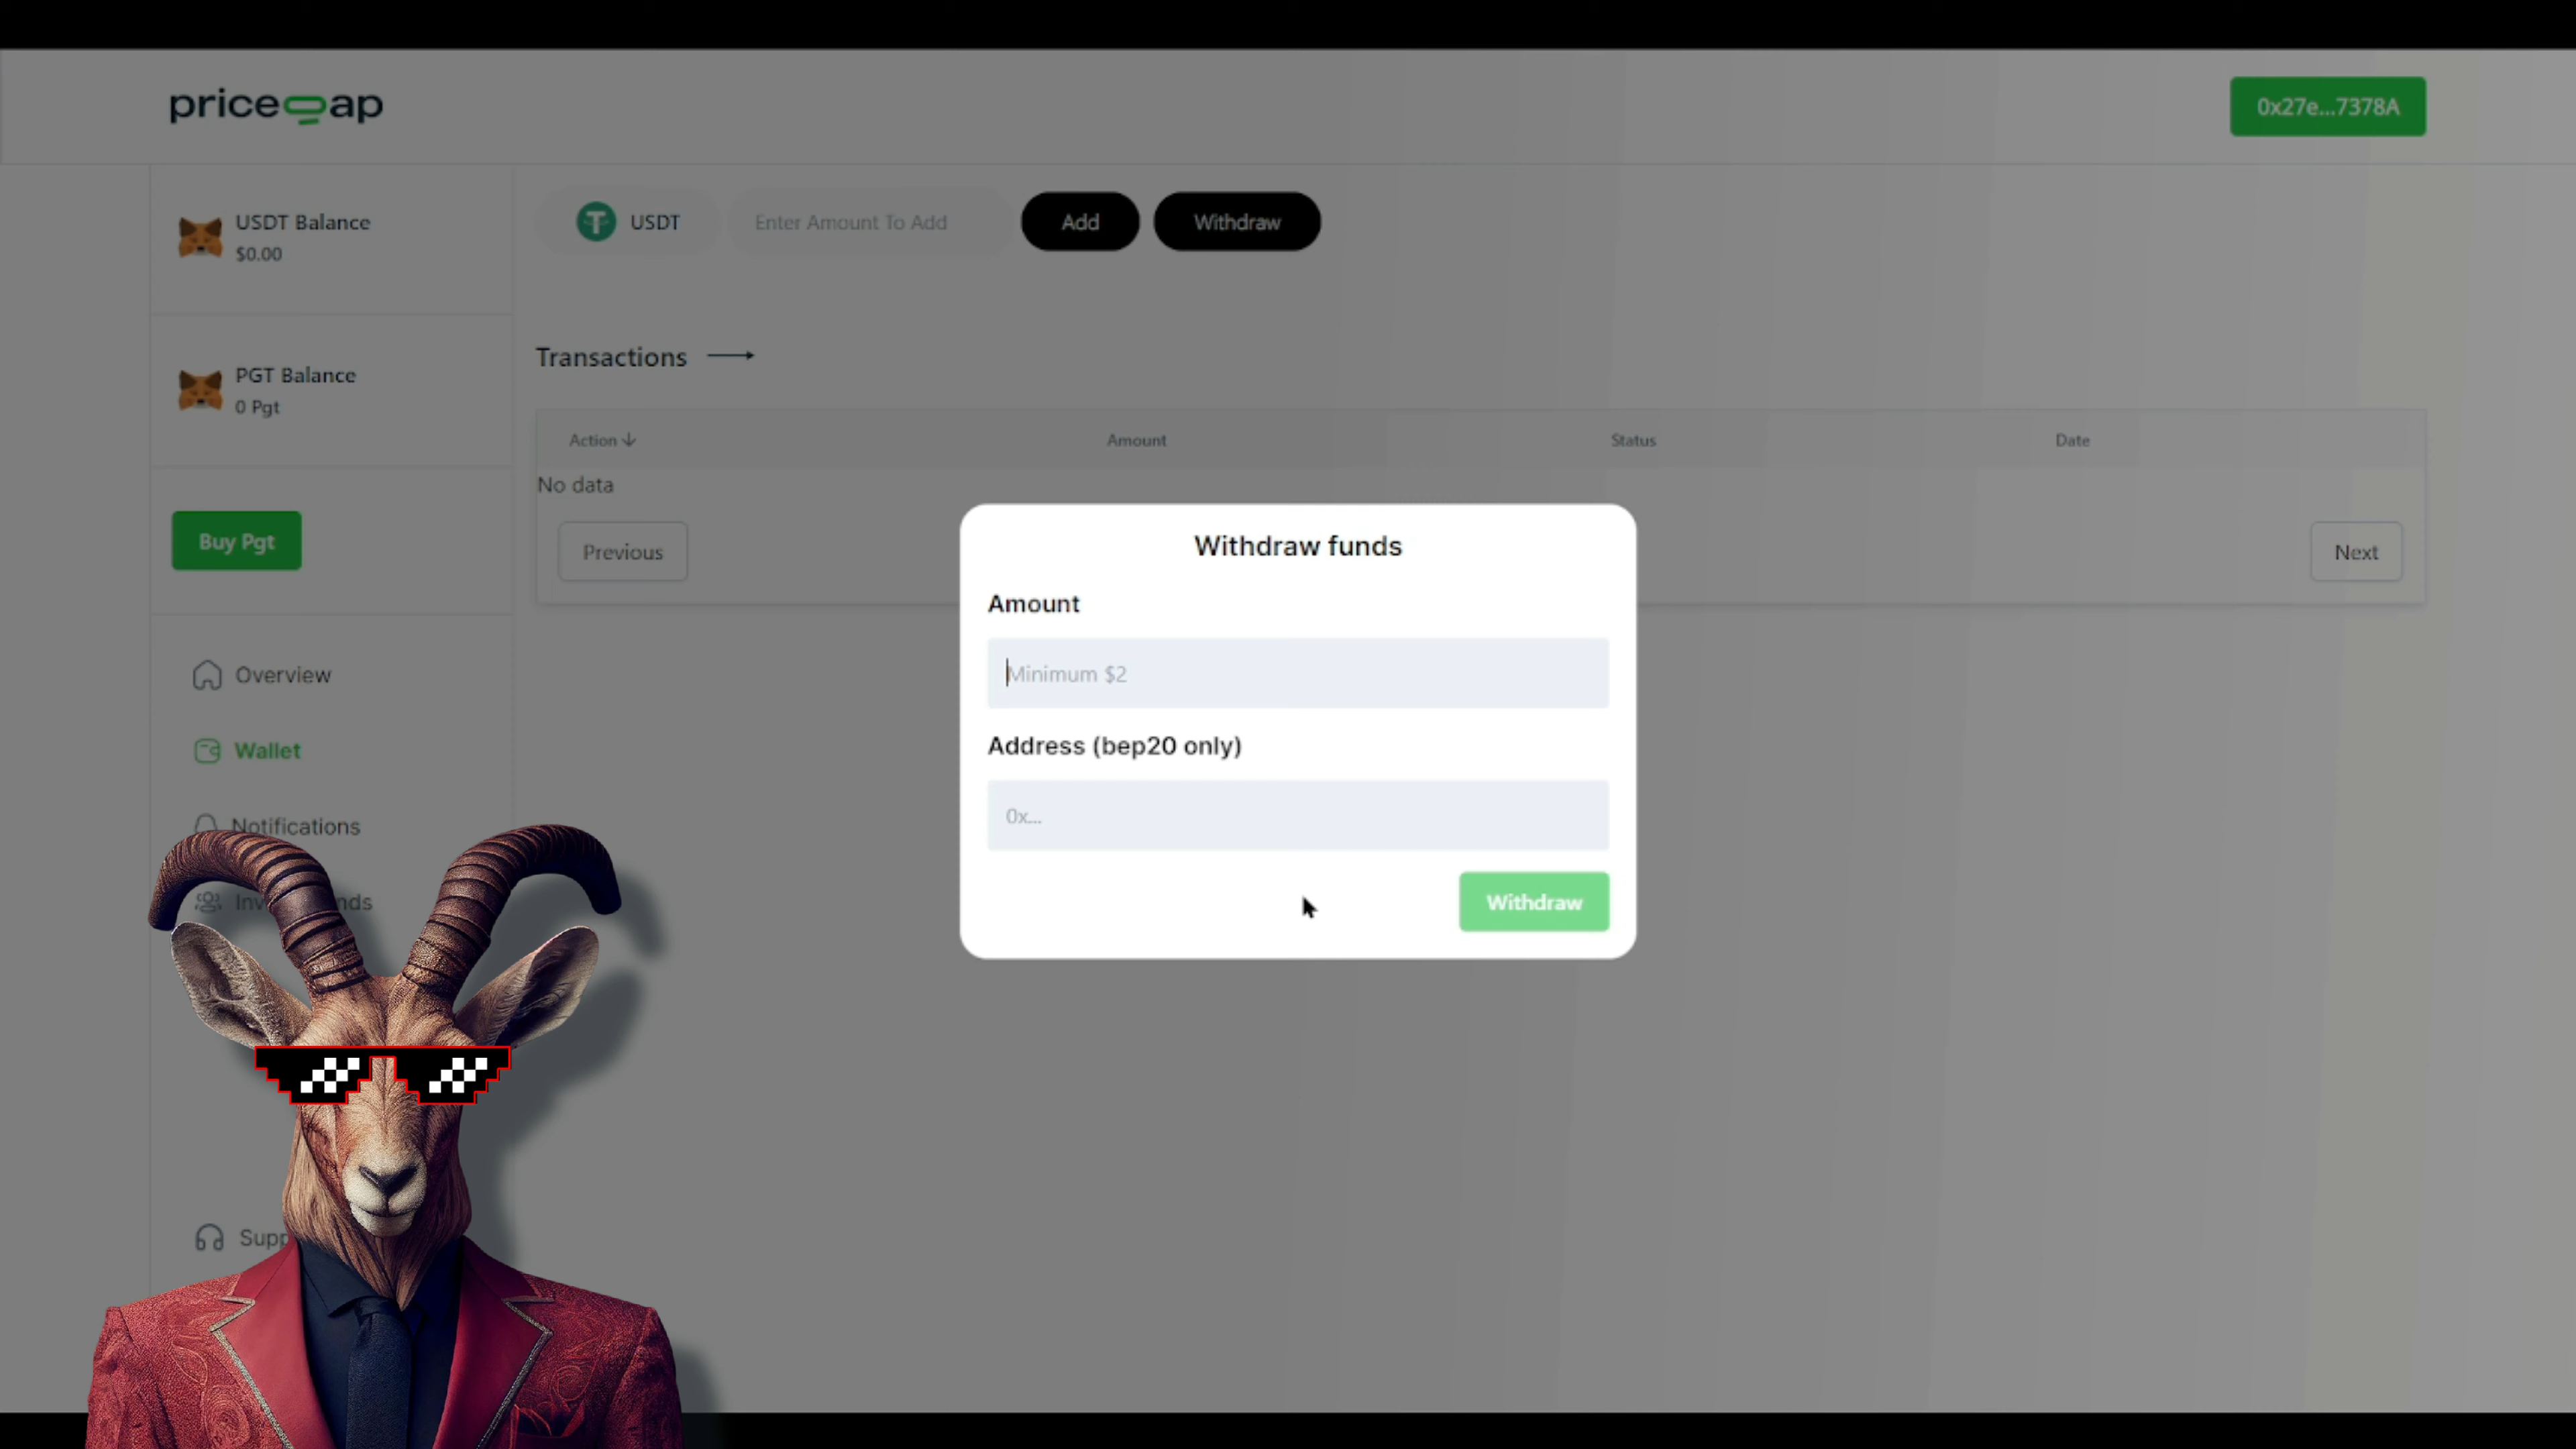 pricegap
0x27e...7378A
USDT Balance
$0.00
USDT
Enter Amount To Add
Add
Withdraw
PGT Balance
0 Pgt
Transactions
Action
Amount
Status
Date
No data
Previous
Next
Buy Pgt
Withdraw funds
Amount
Minimum $2
Address (bep20 only)
0x...
Withdraw
Overview
Wallet
Notifications
Supp